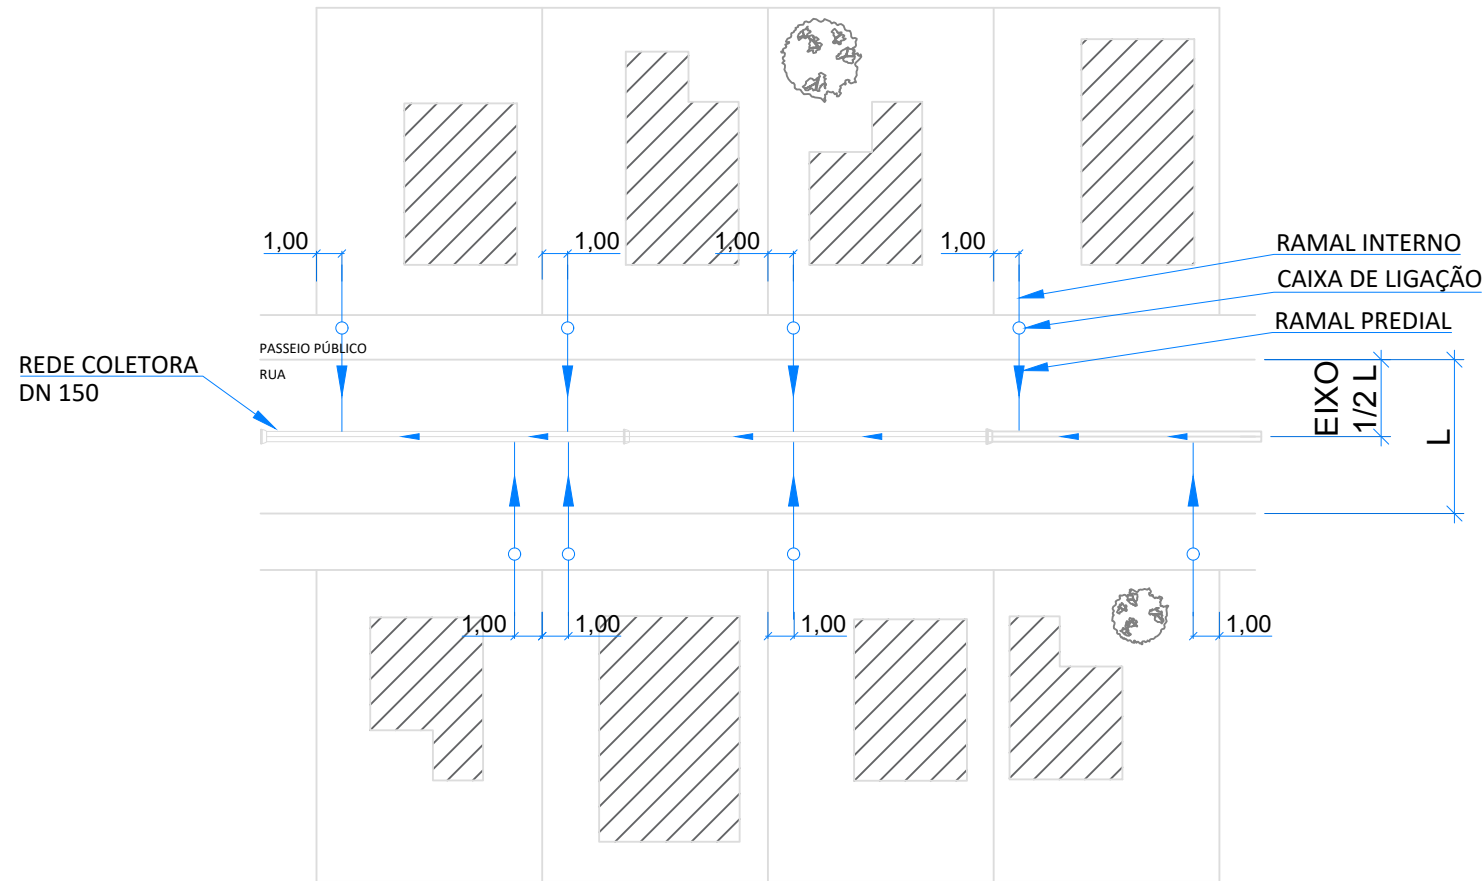 1,00
1,00
1,00
1,00
RAMAL INTERNO
CAIXA DE LIGAÇÃO
RAMAL PREDIAL
PASSEIO PÚBLICO
RUA
REDE COLETORA
DN 150
EIXO
1/2 L
L
1,00
1,00
1,00
1,00